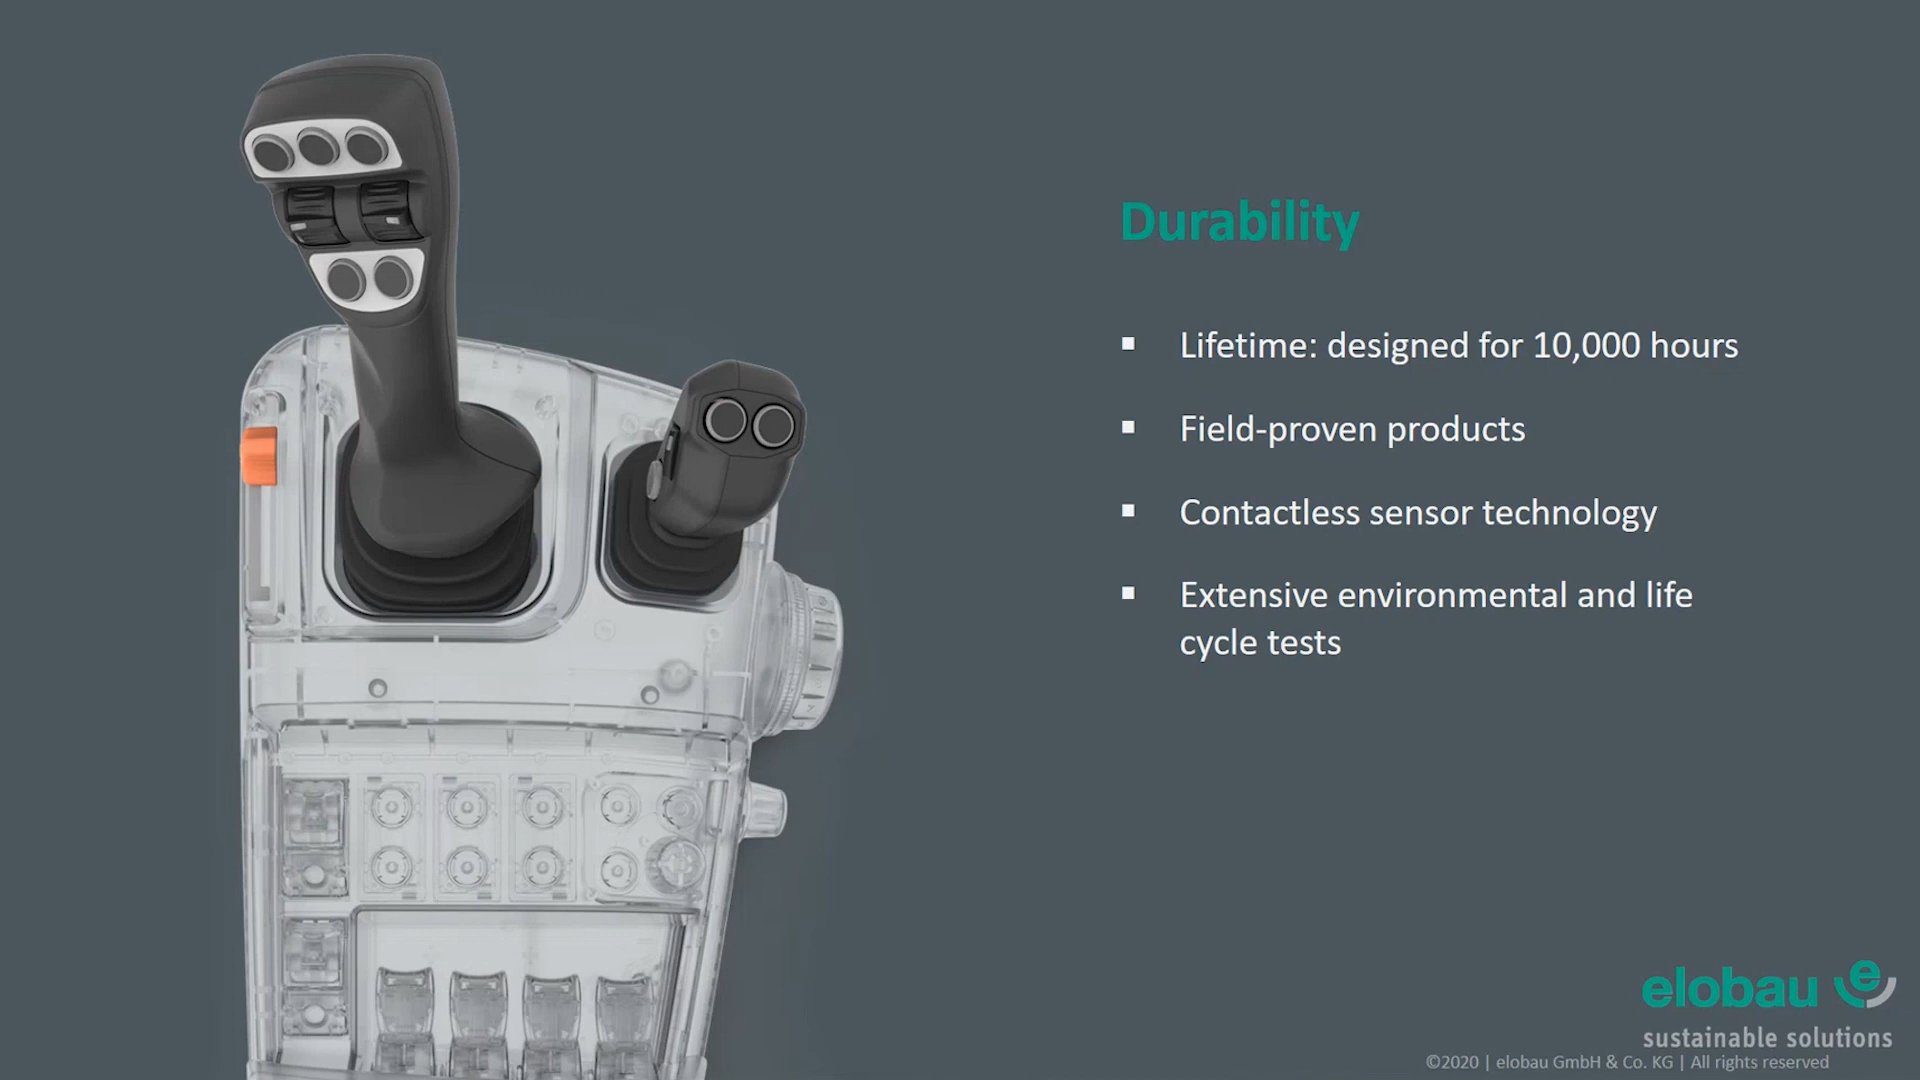 Durability
▪ Lifetime: designed for 10,000 hours
▪ Field-proven products
▪ Contactless sensor technology
▪ Extensive environmental and life
cycle tests
elobau e
sustainable solutions
©2020 | elobau GmbH & Co. KG | All rights reserved